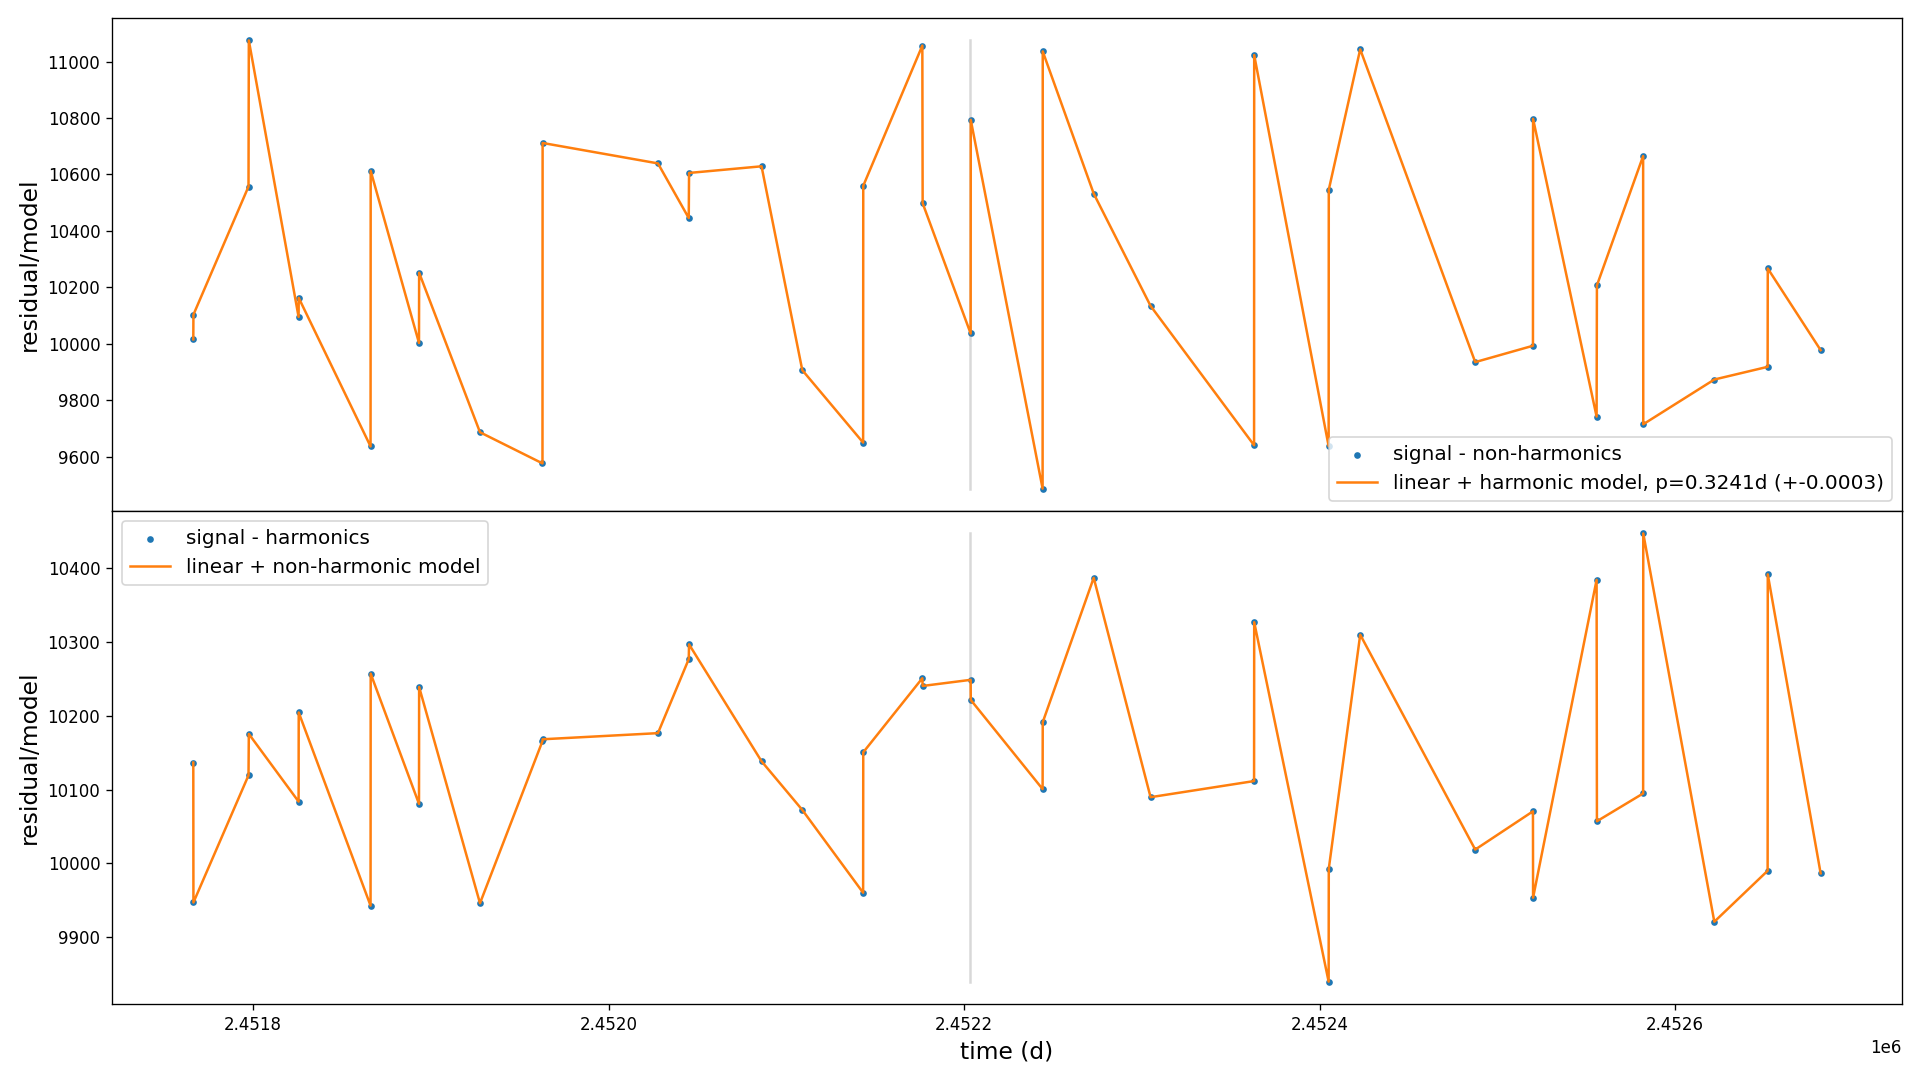 11000
10800
10600
10400
10200
10000
9800
9600
residual/model
signal - non-harmonics
linear + harmonic model, p=0.3241d (+-0.0003)
signal - harmonics
linear + non-harmonic model
10400
10300
10200
10100
10000
9900
residual/model
2.4518
2.4520
2.4522
2.4524
2.4526
1e6
time (d)